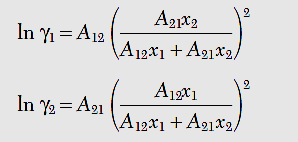 ln γ₁ = A₁₂ (A₂₁x₂ / (A₁₂x₁ + A₂₁x₂))²
ln γ₂ = A₂₁ (A₁₂x₁ / (A₁₂x₁ + A₂₁x₂))²